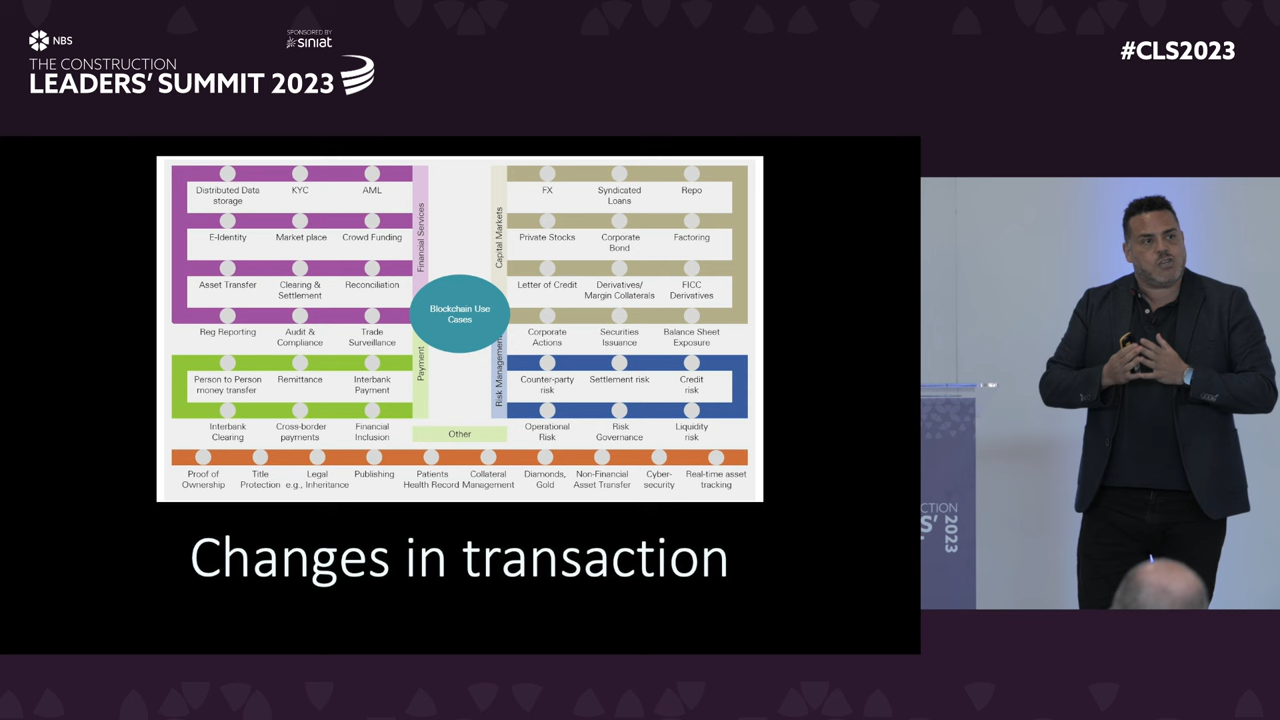 NBS
SPONSORED BY
siniat
THE CONSTRUCTION
LEADERS' SUMMIT 2023
#CLS2023
Distributed Data
storage
KYC
AML
E-Identity
Market place
Crowd Funding
Asset Transfer
Clearing &
Settlement
Reconciliation
Reg Reporting
Audit &
Compliance
Trade
Surveillance
Financial Services
Person to Person
money transfer
Remittance
Interbank
Payment
Interbank
Clearing
Cross-border
payments
Financial
Inclusion
Payment
Blockchain Use
Cases
Capital Markets
FX
Syndicated
Loans
Repo
Private Stocks
Corporate
Bond
Factoring
Letter of Credit
Derivatives/
Margin Collaterals
FICC
Derivatives
Corporate
Actions
Securities
Issuance
Balance Sheet
Exposure
Risk Management
Counter-party
risk
Settlement risk
Credit
risk
Operational
Risk
Risk
Governance
Liquidity
risk
Other
Proof of
Ownership
Title
Protection
Legal
e.g., Inheritance
Publishing
Patients
Health Record
Collateral
Management
Diamonds,
Gold
Non-Financial
Asset Transfer
Cyber-
security
Real-time asset
tracking
Changes in transaction
2023